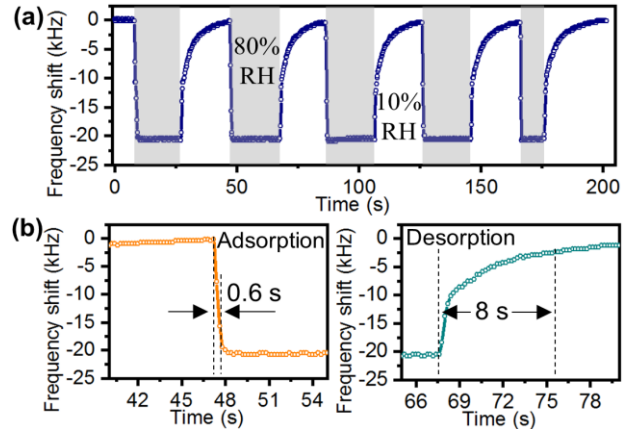 (a)
0
-5
-10
-15
-20
-25
Frequency shift (kHz)
80%
RH
10%
RH
0 50 100 150 200
Time (s)
(b)
0
-5
-10
-15
-20
-25
Frequency shift (kHz)
Adsorption
0.6 s
42 45 48 51 54
Time (s)
0
-5
-10
-15
-20
-25
Frequency shift (kHz)
Desorption
8 s
66 69 72 75 78
Time (s)